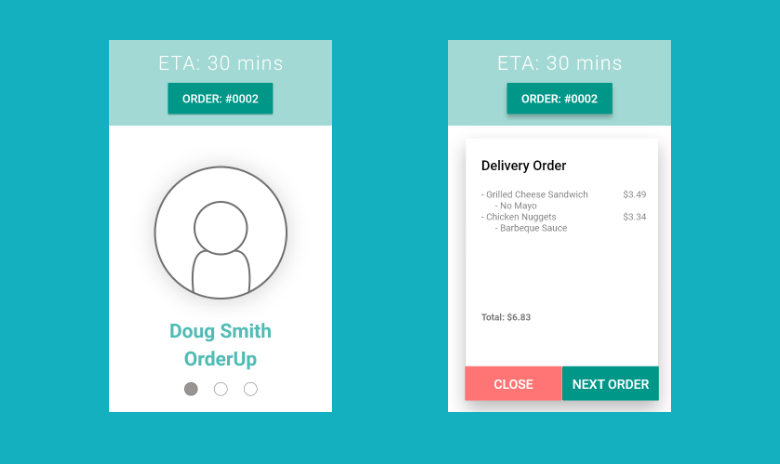 ETA: 30 mins
ORDER: #0002
Doug Smith
OrderUp
ETA: 30 mins
ORDER: #0002
Delivery Order
- Grilled Cheese Sandwich $3.49
- No Mayo
- Chicken Nuggets $3.34
- Barbeque Sauce
Total: $6.83
CLOSE NEXT ORDER